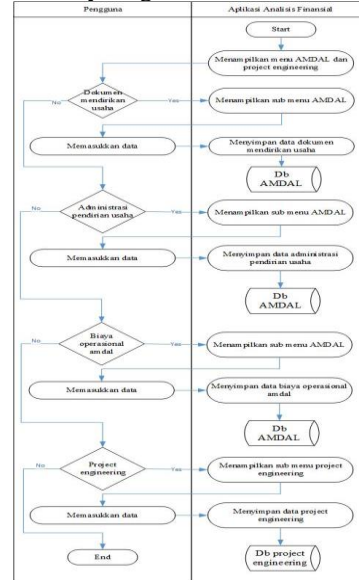 Pengguna
Aplikasi Analisis Finansial
Start
Menampilkan menu AMDAL dan
project engineering
Dokumen
mendirikan
usaha
No
Yes
Menampilkan sub menu AMDAL
Memasukkan data
Menyimpan data dokumen
mendirikan usaha
Db
AMDAL
Administrasi
pendirian usaha
No
Yes
Menampilkan sub menu AMDAL
Memasukkan data
Menyimpan data administrasi
pendirian usaha
Db
AMDAL
Biaya
operasional
amdal
No
Yes
Menampilkan sub menu AMDAL
Memasukkan data
Menyimpan data biaya operasional
amdal
Db
AMDAL
Project
engineering
No
Yes
Menampilkan sub menu project
engineering
Memasukkan data
Menyimpan data project
engineering
End
Db project
engineering